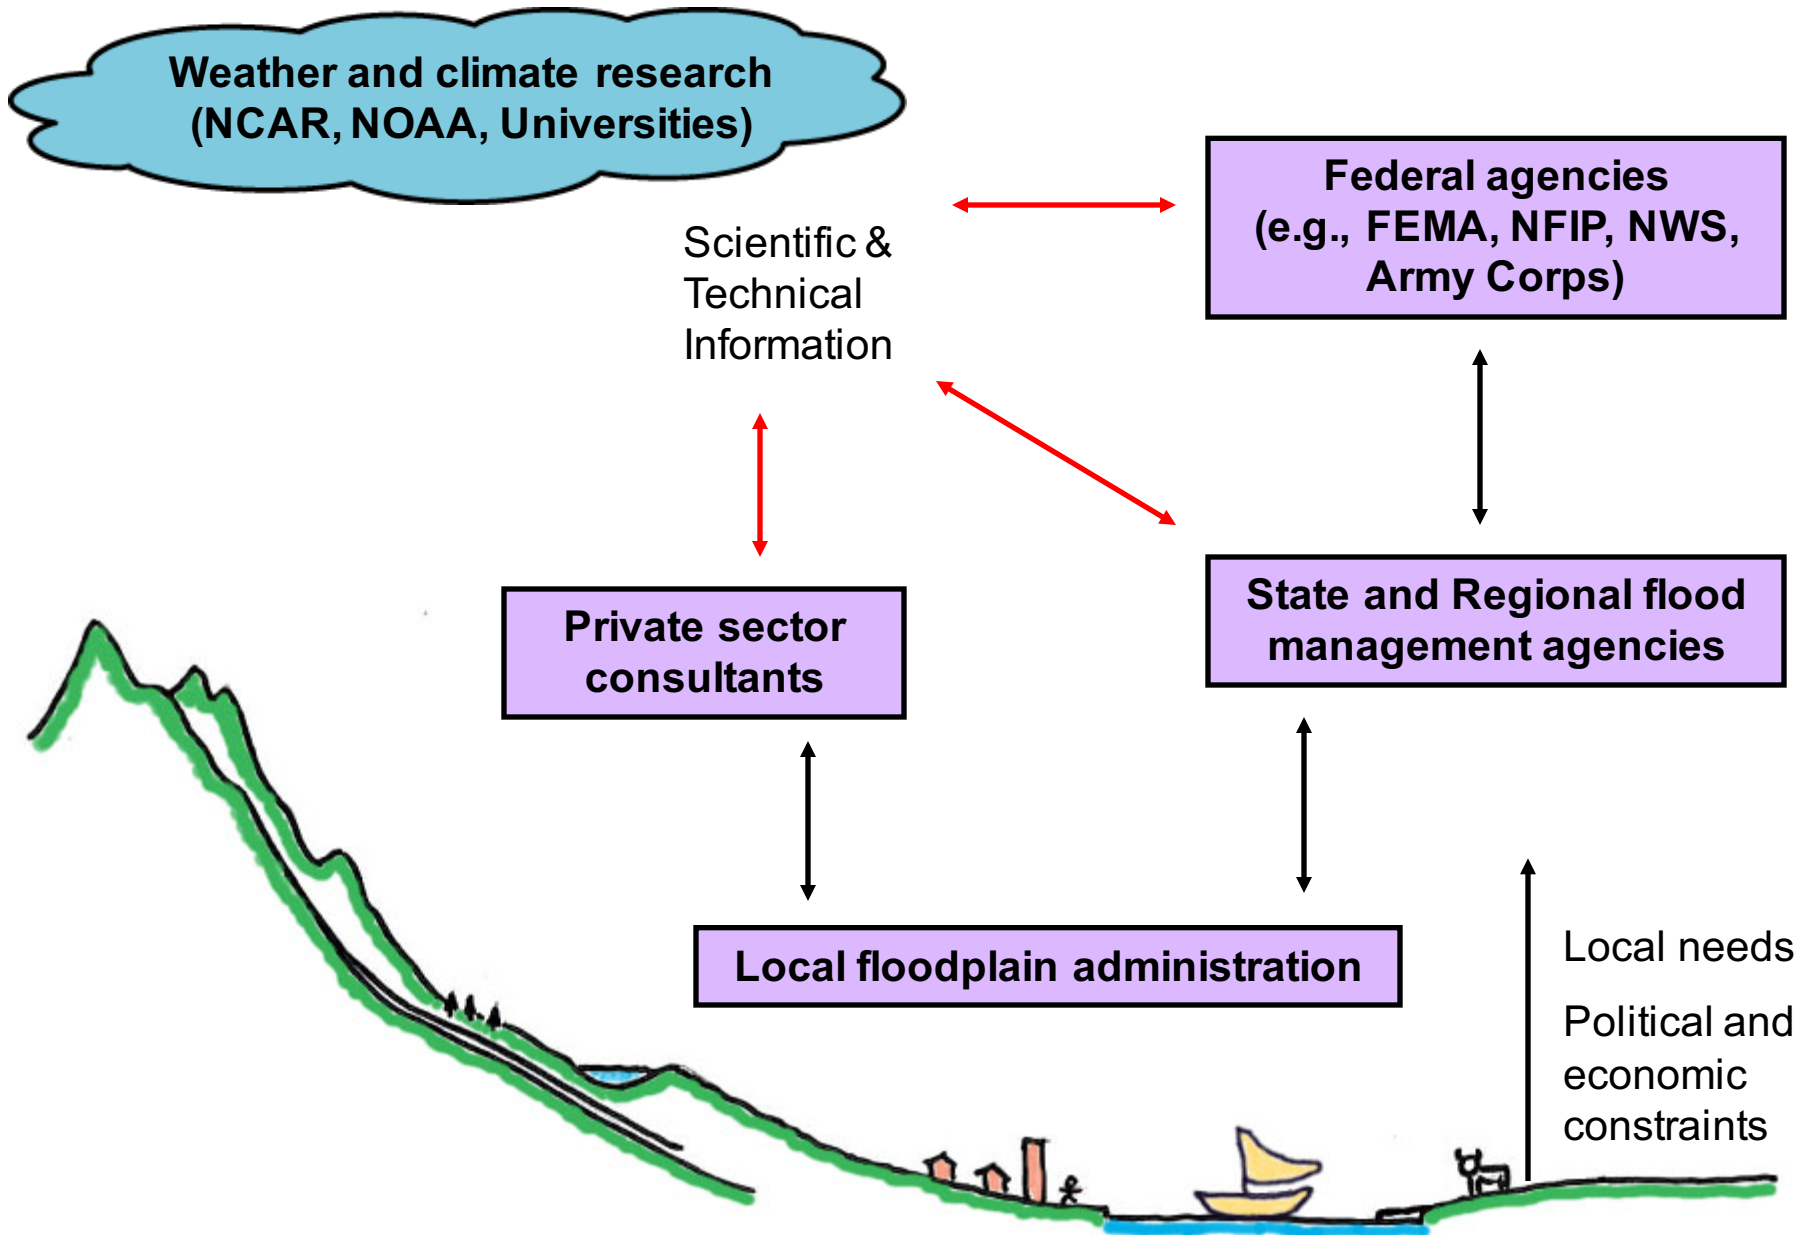 Weather and climate research
(NCAR, NOAA, Universities)
Federal agencies
(e.g., FEMA, NFIP, NWS,
Army Corps)
Scientific &
Technical
Information
Private sector
consultants
State and Regional flood
management agencies
Local floodplain administration
Local needs
Political and
economic
constraints